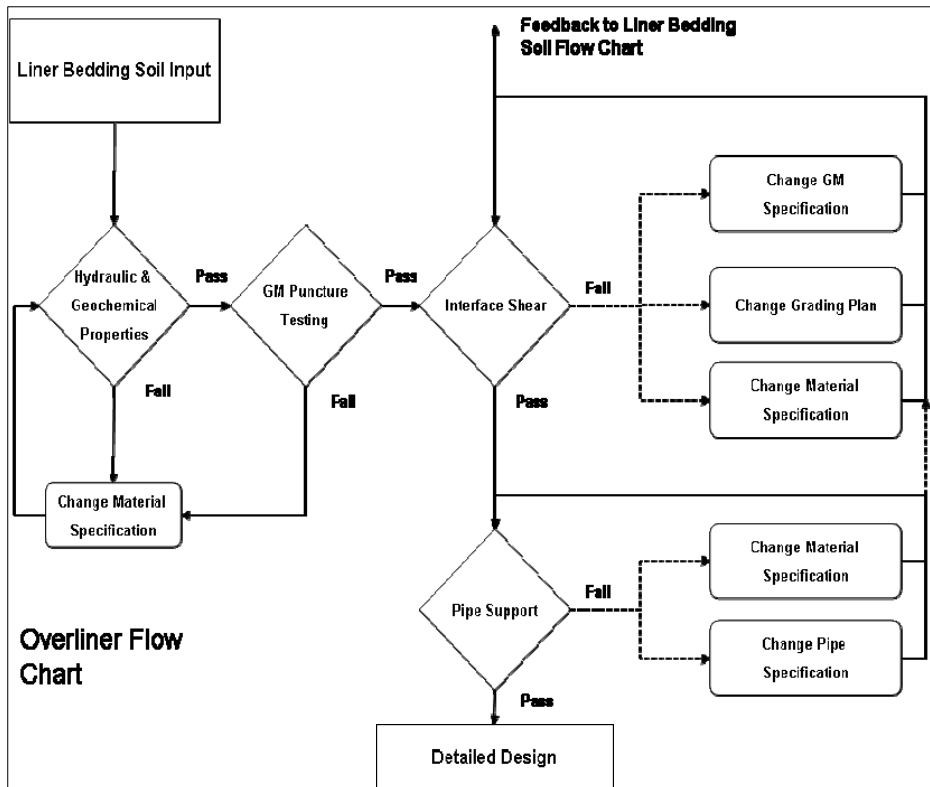 Liner Bedding Soil Input
Feedback to Liner Bedding
Soil Flow Chart
Hydraulic &
Geochemical
Properties
Pass
Fail
GM Puncture
Testing
Pass
Fail
Change Material
Specification
Interface Shear
Fail
Pass
Change GM
Specification
Change Grading Plan
Change Material
Specification
Pipe Support
Fail
Pass
Change Material
Specification
Change Pipe
Specification
Detailed Design
Overliner Flow
Chart